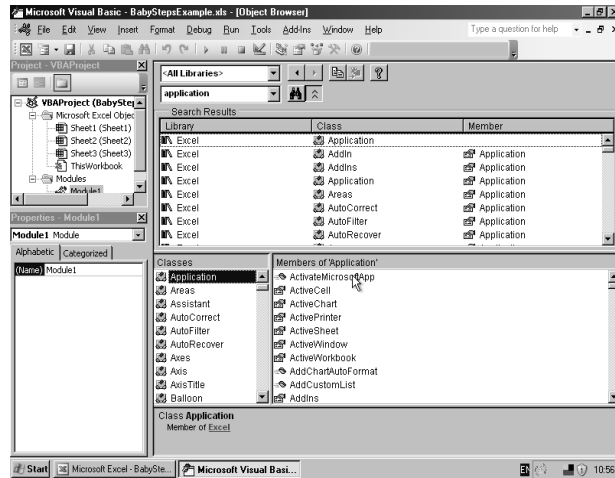 Microsoft Visual Basic - BabyStepsExample.xls - [Object Browser]
File Edit View Insert Format Debug Run Tools Add-Ins Window Help
Type a question for help
Project - VBAProject
VBAProject (BabySte
Microsoft Excel Objec
Sheet1 (Sheet1)
Sheet2 (Sheet2)
Sheet3 (Sheet3)
ThisWorkbook
Modules
Module1
Properties - Module1
Module1 Module
Alphabetic Categorized
(Name) Module1
<All Libraries>
application
Search Results
Library Class Member
Excel Application
Excel AddIn Application
Excel AddIns Application
Excel Application Application
Excel Areas Application
Excel AutoCorrect Application
Excel AutoFilter Application
Excel AutoRecover Application
Classes
Application
Areas
Assistant
AutoCorrect
AutoFilter
AutoRecover
Axes
Axis
AxisTitle
Balloon
Members of 'Application'
ActivateMicrosoftApp
ActiveCell
ActiveChart
ActivePrinter
ActiveSheet
ActiveWindow
ActiveWorkbook
AddChartAutoFormat
AddCustomList
AddIns
Class Application
Member of Excel
Start Microsoft Excel - BabySte... Microsoft Visual Basi... EN 10:56